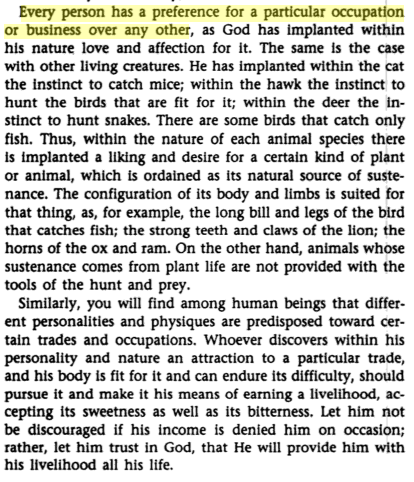 Every person has a preference for a particular occupation
or business over any other, as God has implanted within
his nature love and affection for it. The same is the case
with other living creatures. He has implanted within the cat
the instinct to catch mice; within the hawk the instinct to
hunt the birds that are fit for it; within the deer the in-
stinct to hunt snakes. There are some birds that catch only
fish. Thus, within the nature of each animal species there
is implanted a liking and desire for a certain kind of plant
or animal, which is ordained as its natural source of suste-
nance. The configuration of its body and limbs is suited for
that thing, as, for example, the long bill and legs of the bird
that catches fish; the strong teeth and claws of the lion; the
horns of the ox and ram. On the other hand, animals whose
sustenance comes from plant life are not provided with the
tools of the hunt and prey.
Similarly, you will find among human beings that differ-
ent personalities and physiques are predisposed toward cer-
tain trades and occupations. Whoever discovers within his
personality and nature an attraction to a particular trade,
and his body is fit for it and can endure its difficulty, should
pursue it and make it his means of earning a livelihood, ac-
cepting its sweetness as well as its bitterness. Let him not
be discouraged if his income is denied him on occasion;
rather, let him trust in God, that He will provide him with
his livelihood all his life.